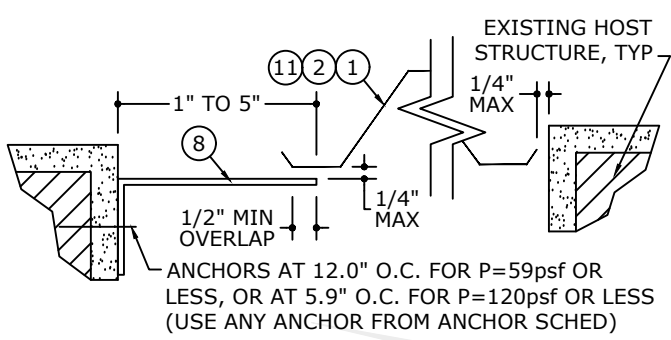 EXISTING HOST
STRUCTURE, TYP
11 2 1
1/4"
MAX
1" TO 5"
8
1/4"
MAX
1/2" MIN
OVERLAP
ANCHORS AT 12.0" O.C. FOR P=59psf OR
LESS, OR AT 5.9" O.C. FOR P=120psf OR LESS
(USE ANY ANCHOR FROM ANCHOR SCHED)